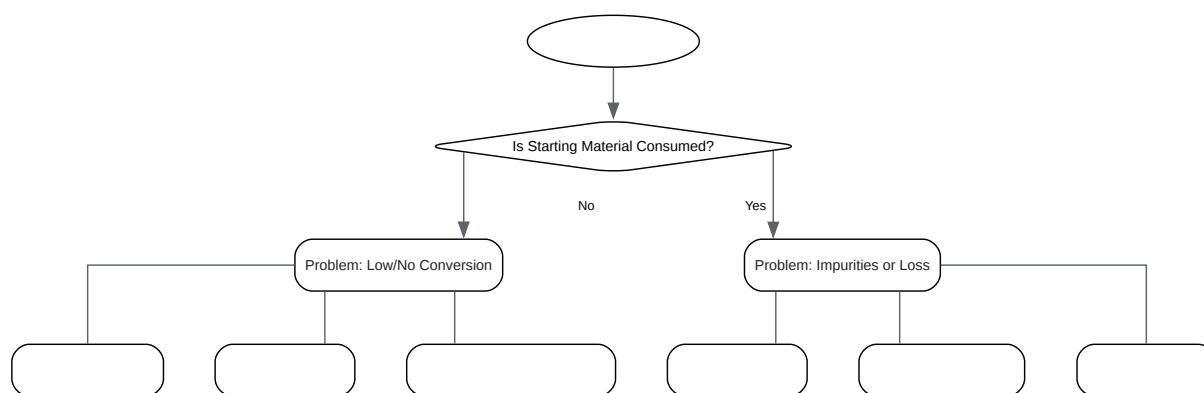 Is Starting Material Consumed?
No
Yes
Problem: Low/No Conversion
Problem: Impurities or Loss